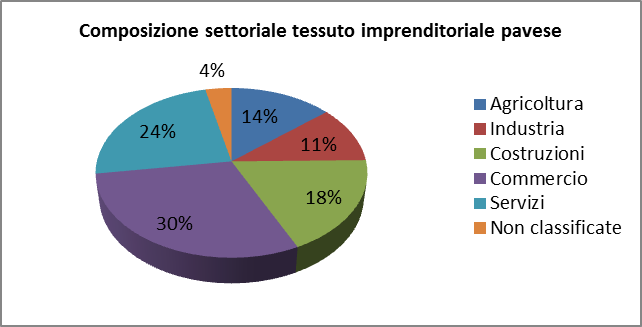 Composizione settoriale tessuto imprenditoriale pavese
4%
14%
24%
11%
18%
30%
Agricoltura
Industria
Costruzioni
Commercio
Servizi
Non classificate